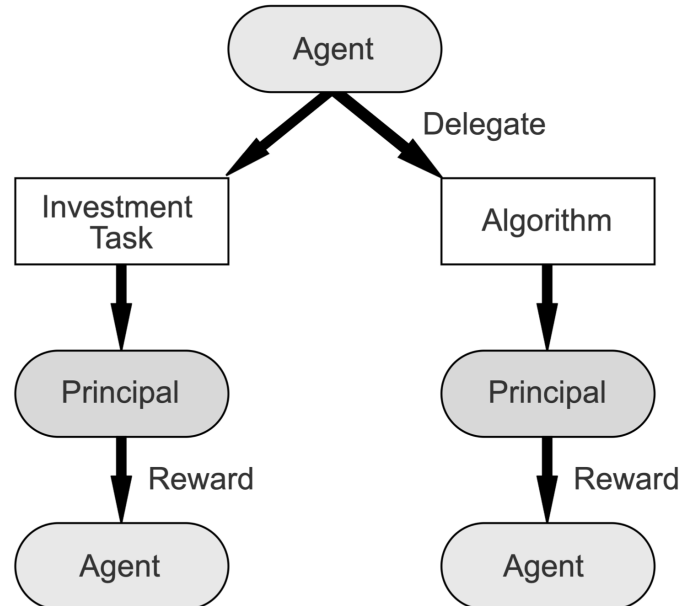 Agent
Delegate
Investment
Task
Algorithm
Principal
Principal
Reward
Reward
Agent
Agent